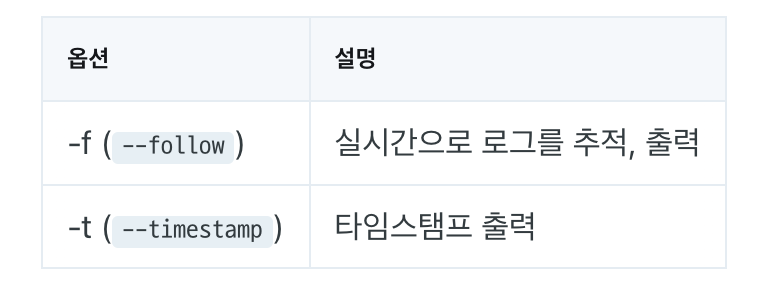 옵션 설명
-f (--follow) 실시간으로 로그를 추적, 출력
-t (--timestamp) 타임스탬프 출력